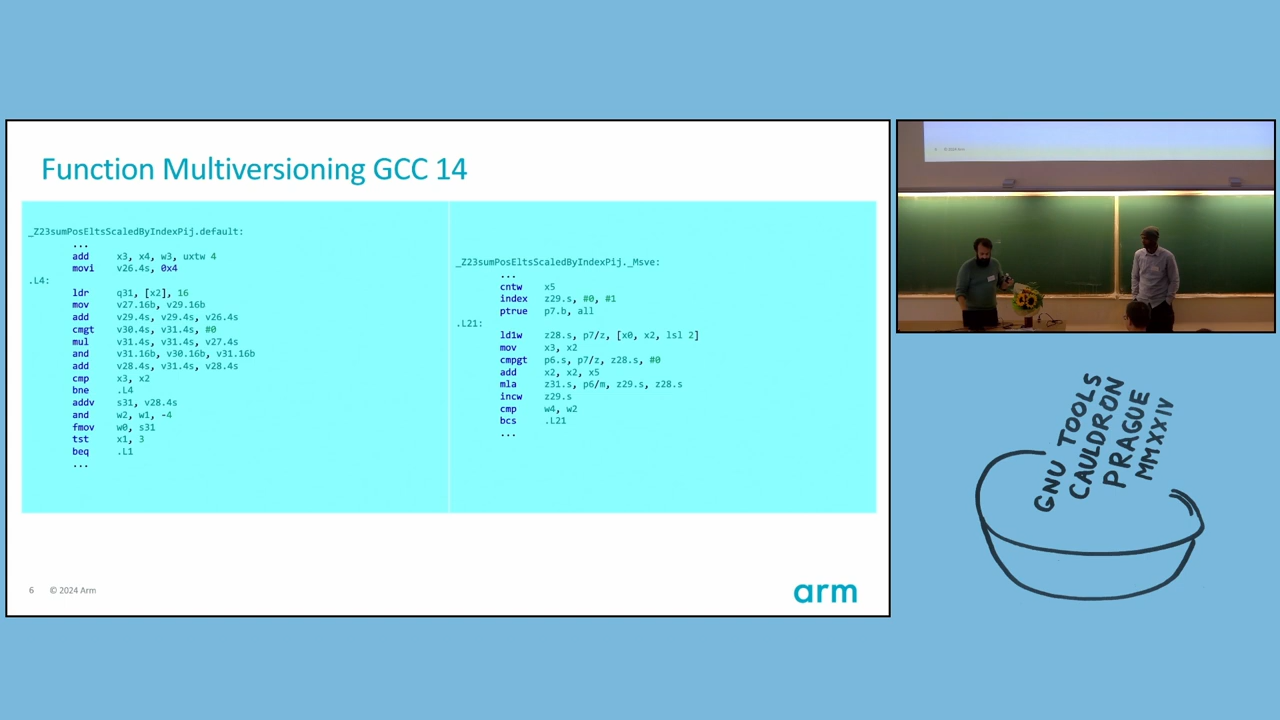 Function Multiversioning GCC 14
_Z23sumPosEltsScaledByIndexPij.default:
...
add x3, x4, w3, uxtw 4
movi v26.4s, 0x4
.L4:
ldr q31, [x2], 16
mov v27.16b, v29.16b
add v29.4s, v29.4s, v26.4s
cmgt v30.4s, v31.4s, #0
mul v31.4s, v31.4s, v27.4s
and v31.16b, v30.16b, v31.16b
add v28.4s, v31.4s, v28.4s
cmp x3, x2
bne .L4
addv s31, v28.4s
and w2, w1, -4
fmov w0, s31
tst x1, 3
beq .L1
...
_Z23sumPosEltsScaledByIndexPij._Msve:
...
cntw x5
index z29.s, #0, #1
ptrue p7.b, all
.L21:
ld1w z28.s, p7/z, [x0, x2, lsl 2]
mov x3, x2
cmpgt p6.s, p7/z, z28.s, #0
add x2, x2, x5
mla z31.s, p6/m, z29.s, z28.s
incw z29.s
cmp w4, w2
bcs .L21
...
6 © 2024 Arm
arm
© 2024 Arm
GNU TOOLS
CAULDRON
PRAGUE
MMXXIV